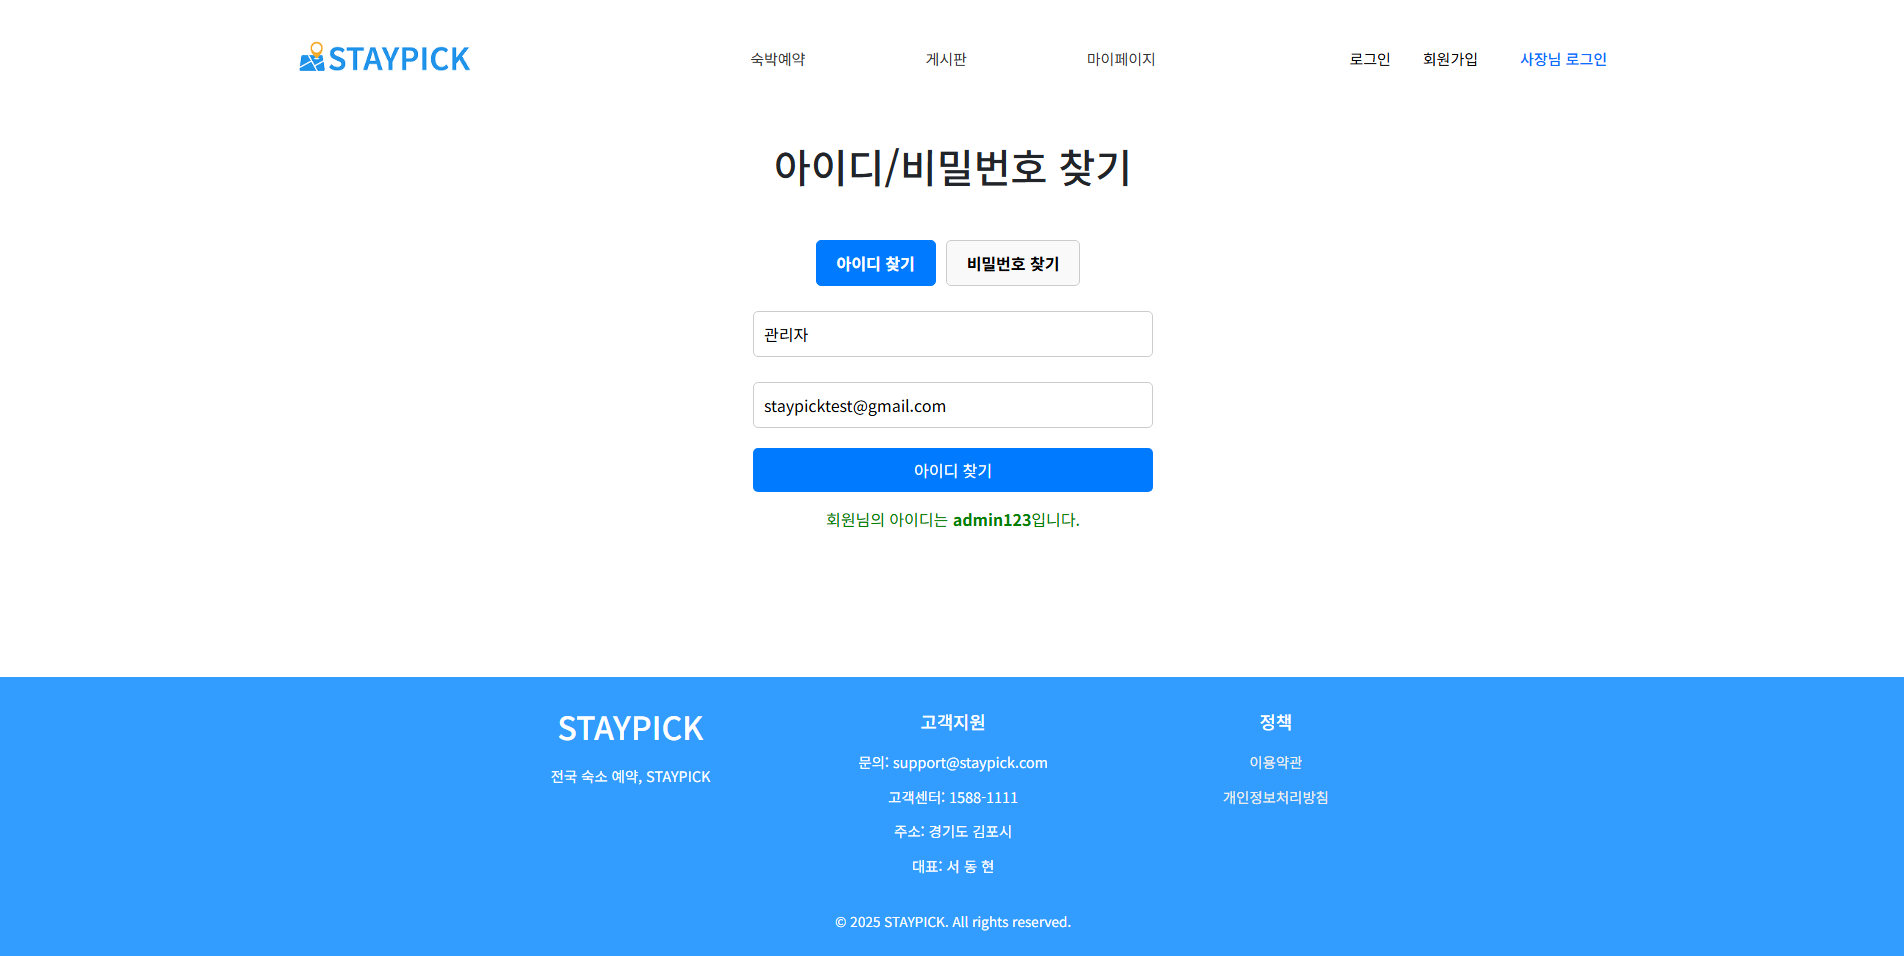 STAYPICK
숙박예약
게시판
마이페이지
로그인
회원가입
사장님 로그인
아이디/비밀번호 찾기
아이디 찾기
비밀번호 찾기
관리자
staypicktest@gmail.com
아이디 찾기
회원님의 아이디는 admin123입니다.
STAYPICK
전국 숙소 예약, STAYPICK
고객지원
문의: support@staypick.com
고객센터: 1588-1111
주소: 경기도 김포시
대표: 서 동 현
정책
이용약관
개인정보처리방침
© 2025 STAYPICK. All rights reserved.